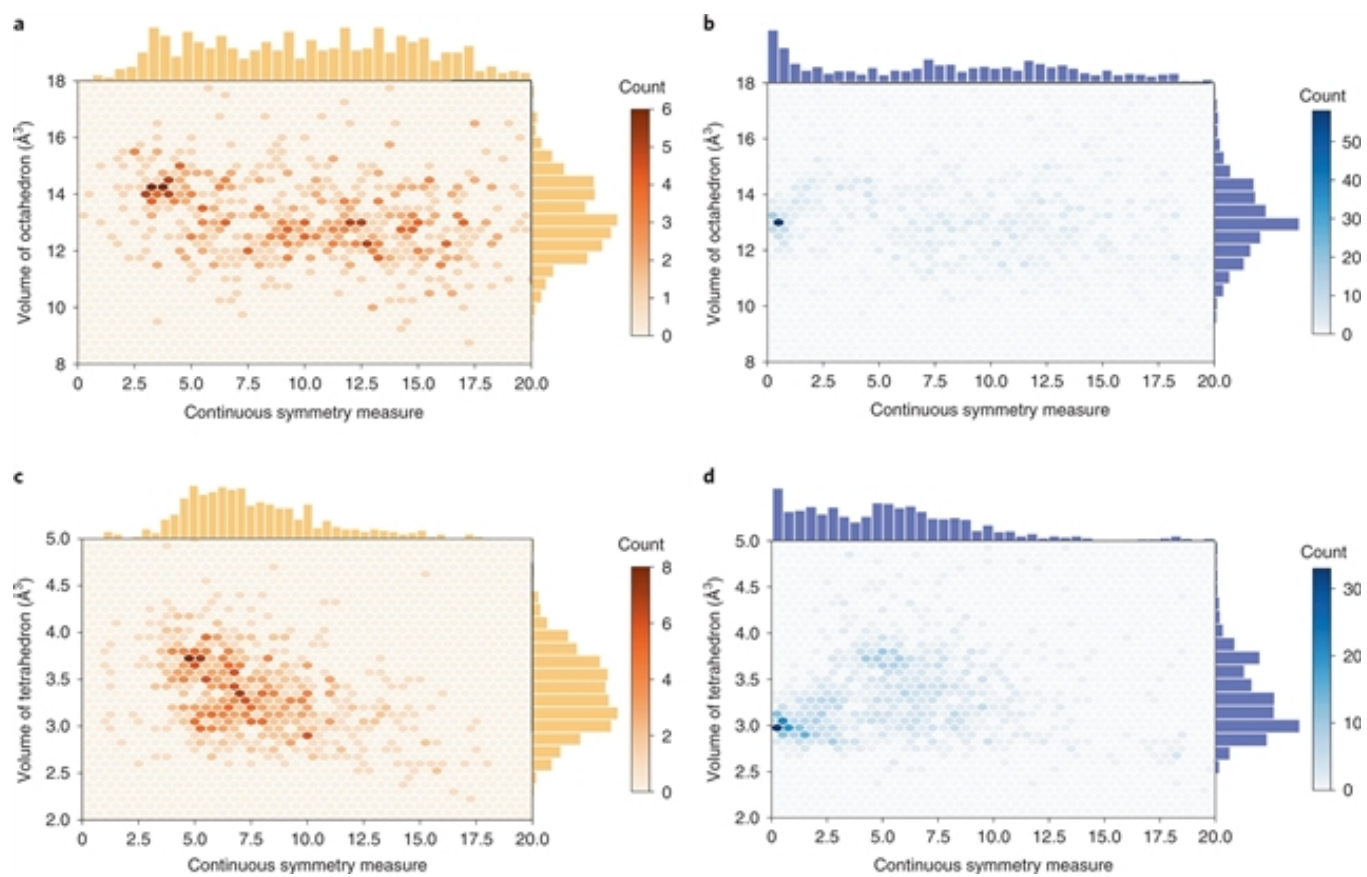 a
Count
18
16
14
12
10
8
Volume of octahedron (Å³)
6
5
4
3
2
1
0
0 2.5 5.0 7.5 10.0 12.5 15.0 17.5 20.0
Continuous symmetry measure
b
Count
18
16
14
12
10
8
Volume of octahedron (Å³)
50
40
30
20
10
0
0 2.5 5.0 7.5 10.0 12.5 15.0 17.5 20.0
Continuous symmetry measure
c
Count
5.0
4.5
4.0
3.5
3.0
2.5
2.0
Volume of tetrahedron (Å³)
8
6
4
2
0
0 2.5 5.0 7.5 10.0 12.5 15.0 17.5 20.0
Continuous symmetry measure
d
Count
5.0
4.5
4.0
3.5
3.0
2.5
2.0
Volume of tetrahedron (Å³)
30
20
10
0
0 2.5 5.0 7.5 10.0 12.5 15.0 17.5 20.0
Continuous symmetry measure